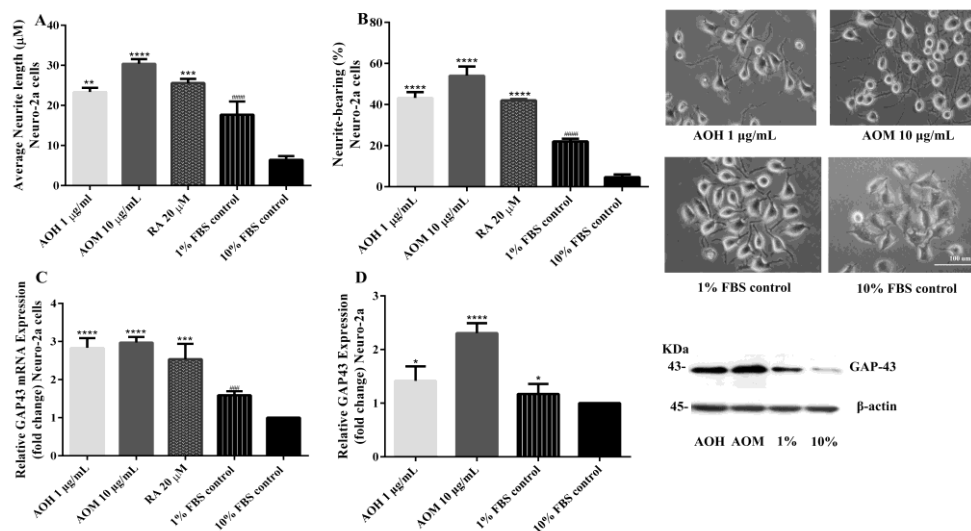 A
Average Neurite length (µM)
Neuro-2a cells
40
30
20
10
0
**
****
***
####
AOH 1 µg/ml
AOM 10 µg/mL
RA 20 µM
1% FBS control
10% FBS control
B
Neurite-bearing (%)
Neuro-2a cells
80
60
40
20
0
****
****
****
####
AOH 1 µg/mL
AOM 10 µg/mL
RA 20 µM
1% FBS control
10% FBS control
AOH 1 µg/mL
AOM 10 µg/mL
100 nm
1% FBS control
10% FBS control
C
Relative GAP43 mRNA Expression
(fold change) Neuro-2a cells
4
3
2
1
0
****
****
***
##
AOH 1 µg/mL
AOM 10 µg/mL
RA 20 µM
1% FBS control
10% FBS control
D
Relative GAP43 Expression
(fold change) Neuro-2a
3
2
1
0
*
****
*
AOH 1 µg/mL
AOM 10 µg/mL
1% FBS control
10% FBS control
KDa
43-
GAP-43
45-
β-actin
AOH AOM 1% 10%